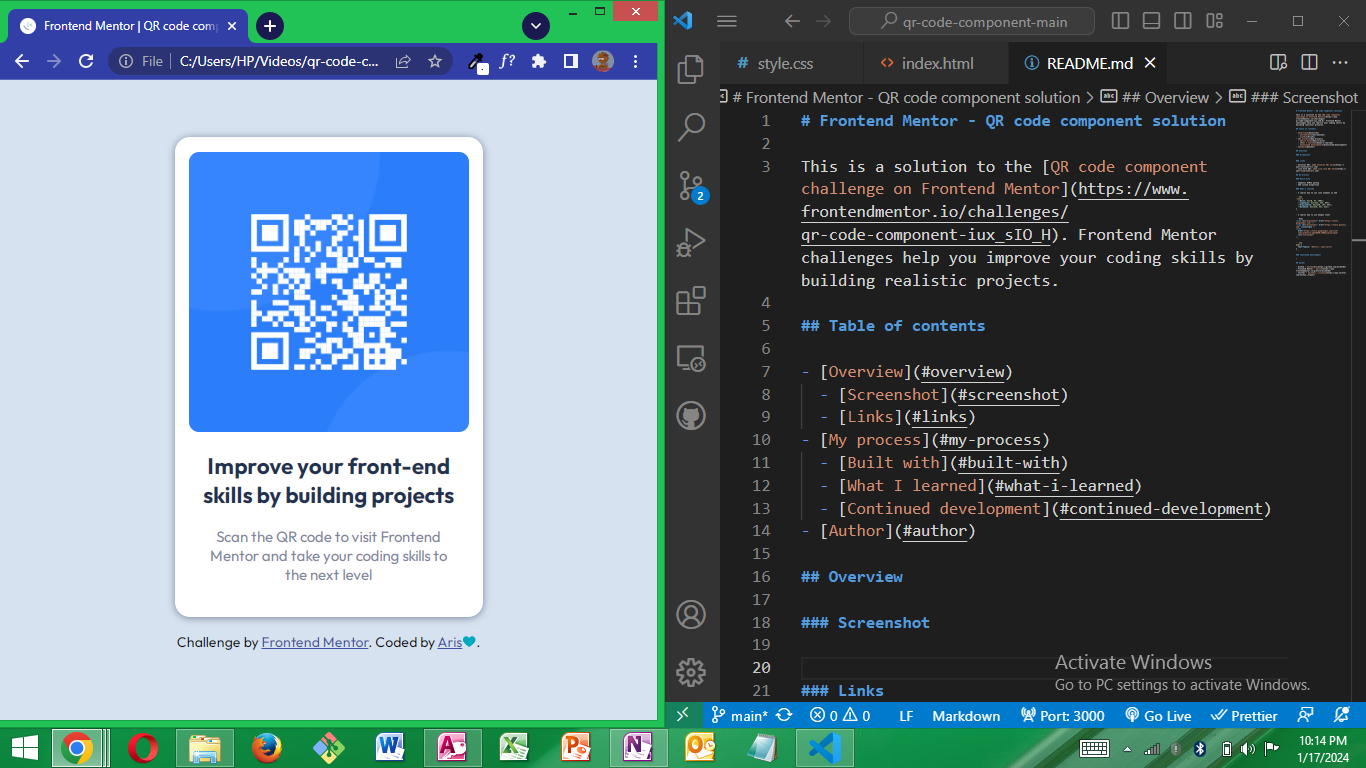 Frontend Mentor | QR code com
File
C:/Users/HP/Videos/qr-code-c...
f?
Improve your front-end
skills by building projects
Scan the QR code to visit Frontend
Mentor and take your coding skills to
the next level
Challenge by Frontend Mentor. Coded by Aris.
qr-code-component-main
# style.css
<> index.html
README.md
# Frontend Mentor - QR code component solution > ## Overview > ### Screenshot
1 # Frontend Mentor - QR code component solution
2
3 This is a solution to the [QR code component
challenge on Frontend Mentor](https://www.
frontendmentor.io/challenges/
qr-code-component-iux_sIO_H). Frontend Mentor
challenges help you improve your coding skills by
building realistic projects.
4
5 ## Table of contents
6
7 - [Overview](#overview)
8 - [Screenshot](#screenshot)
9 - [Links](#links)
10 - [My process](#my-process)
11 - [Built with](#built-with)
12 - [What I learned](#what-i-learned)
13 - [Continued development](#continued-development)
14 - [Author](#author)
15
16 ## Overview
17
18 ### Screenshot
19
20
21 ### Links
2
Activate Windows
Go to PC settings to activate Windows.
main* 0 0 LF Markdown Port: 3000 Go Live Prettier
10:14 PM
1/17/2024